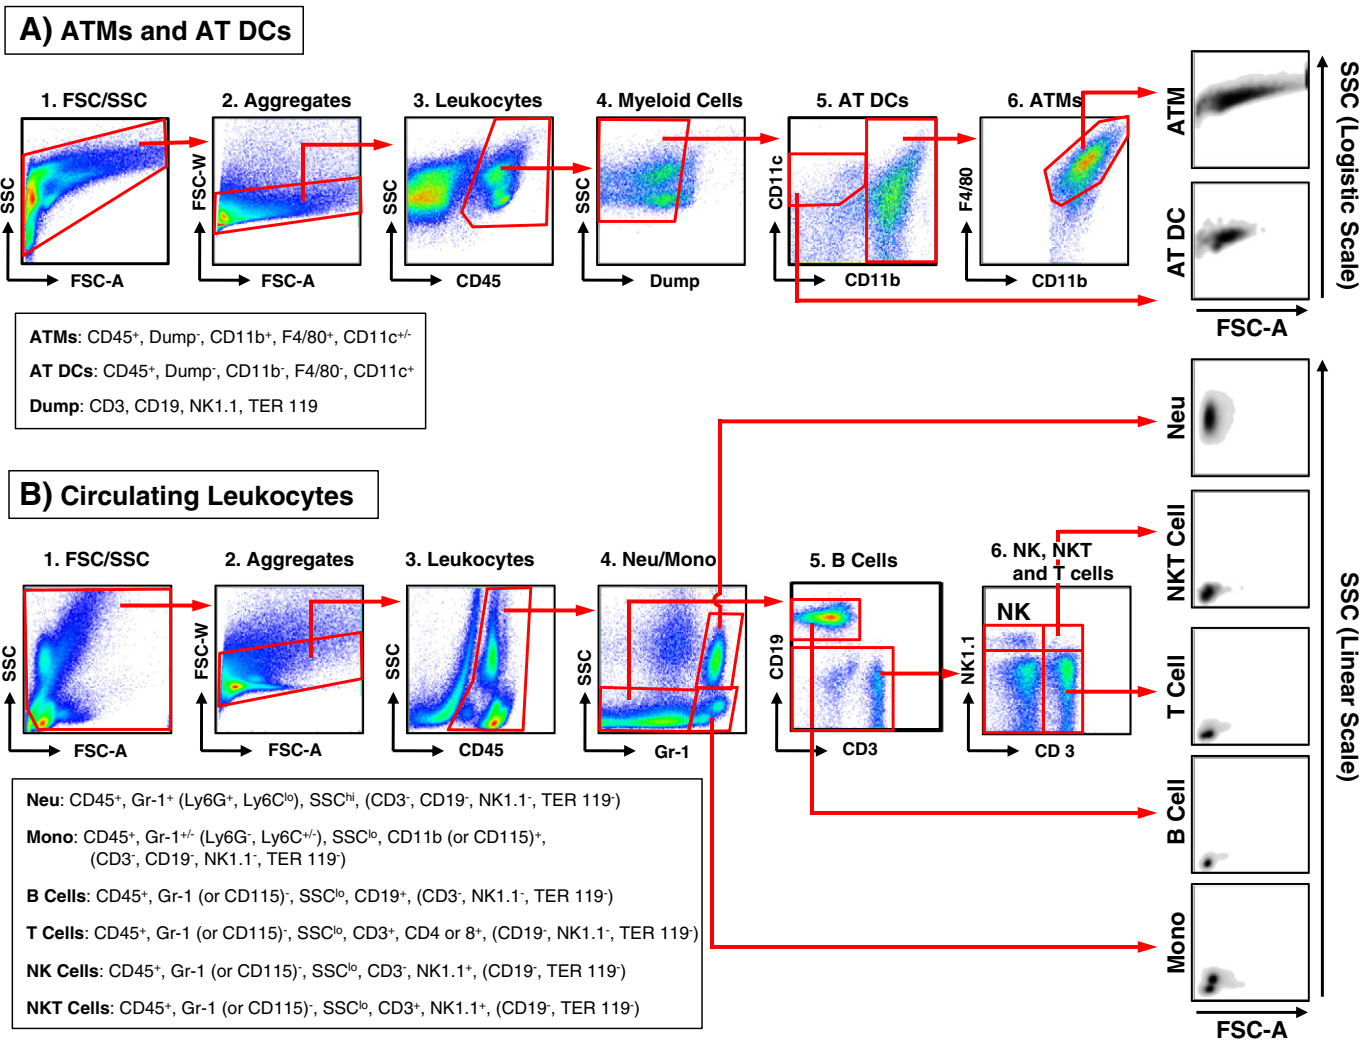 A) ATMs and AT DCs
1. FSC/SSC
2. Aggregates
3. Leukocytes
4. Myeloid Cells
5. AT DCs
6. ATMs
SSC
FSC-A
FSC-W
FSC-A
SSC
CD45
SSC
Dump
CD11c
CD11b
F4/80
CD11b
ATM
AT DC
SSC (Logistic Scale)
FSC-A
ATMs: CD45⁺, Dump⁻, CD11b⁺, F4/80⁺, CD11c⁺/⁻
AT DCs: CD45⁺, Dump⁻, CD11b⁻, F4/80⁻, CD11c⁺
Dump: CD3, CD19, NK1.1, TER 119
B) Circulating Leukocytes
1. FSC/SSC
2. Aggregates
3. Leukocytes
4. Neu/Mono
5. B Cells
6. NK, NKT
and T cells
SSC
FSC-A
FSC-W
FSC-A
SSC
CD45
SSC
Gr-1
CD19
CD3
NK1.1
NK
CD 3
Neu
NKT Cell
T Cell
B Cell
Mono
SSC (Linear Scale)
FSC-A
Neu: CD45⁺, Gr-1⁺ (Ly6G⁺, Ly6Cˡᵒ), SSCʰⁱ, (CD3⁻, CD19⁻, NK1.1⁻, TER 119⁻)
Mono: CD45⁺, Gr-1⁺/⁻ (Ly6G⁻, Ly6C⁺/⁻), SSCˡᵒ, CD11b (or CD115)⁺,
(CD3⁻, CD19⁻, NK1.1⁻, TER 119⁻)
B Cells: CD45⁺, Gr-1 (or CD115)⁻, SSCˡᵒ, CD19⁺, (CD3⁻, NK1.1⁻, TER 119⁻)
T Cells: CD45⁺, Gr-1 (or CD115)⁻, SSCˡᵒ, CD3⁺, CD4 or 8⁺, (CD19⁻, NK1.1⁻, TER 119⁻)
NK Cells: CD45⁺, Gr-1 (or CD115)⁻, SSCˡᵒ, CD3⁻, NK1.1⁺, (CD19⁻, TER 119⁻)
NKT Cells: CD45⁺, Gr-1 (or CD115)⁻, SSCˡᵒ, CD3⁺, NK1.1⁺, (CD19⁻, TER 119⁻)